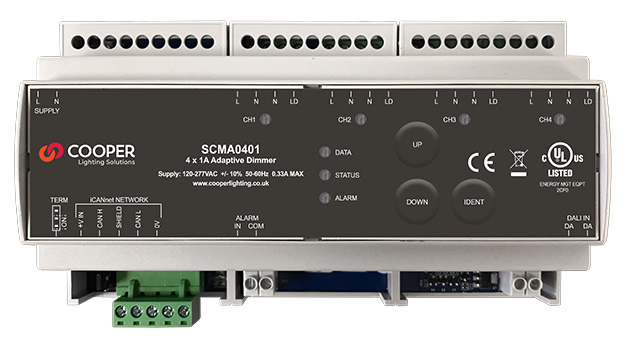 L N L N N LD L N N LD L N N LD L N N LD
SUPPLY CH1 CH2 CH3 CH4
COOPER
Lighting Solutions
SCMA0401
4 x 1A Adaptive Dimmer
Supply: 120-277VAC +/- 10% 50-60Hz 0.33A MAX
www.cooperlighting.co.uk
DATA
STATUS
ALARM
UP
DOWN
IDENT
CE
c UL US
LISTED
ENERGY MGT EQPT
2CF0
TERM
ON
iCANnet NETWORK
+V IN
CAN H
SHIELD
CAN L
0V
ALARM
IN COM
DALI IN
DA DA